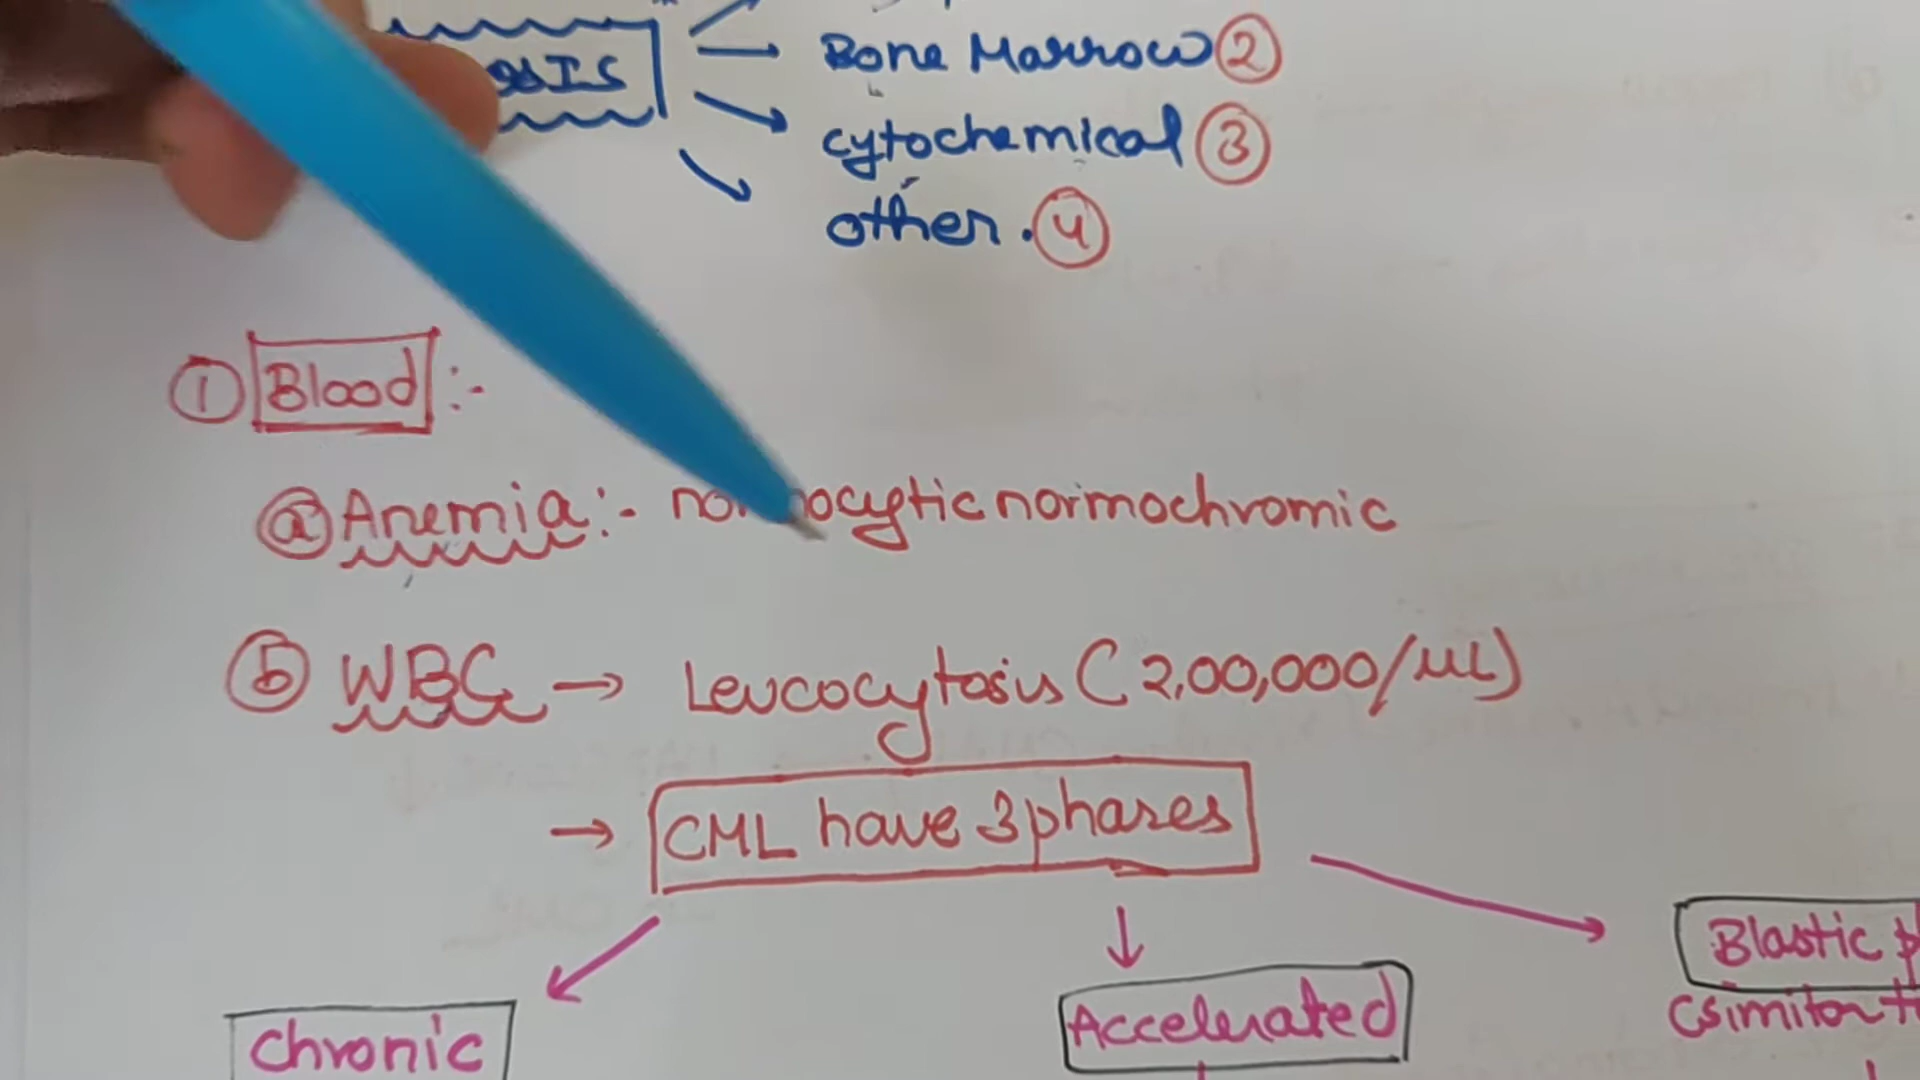 Bone Marrow ②
cytochemical ③
other. ④
① Blood :-
ⓐ Anemia :- normocytic normochromic
ⓑ WBC → Leucocytosis ( 2,00,000/µL)
→ CML have 3 phases
Blastic
Chronic
Accelerated